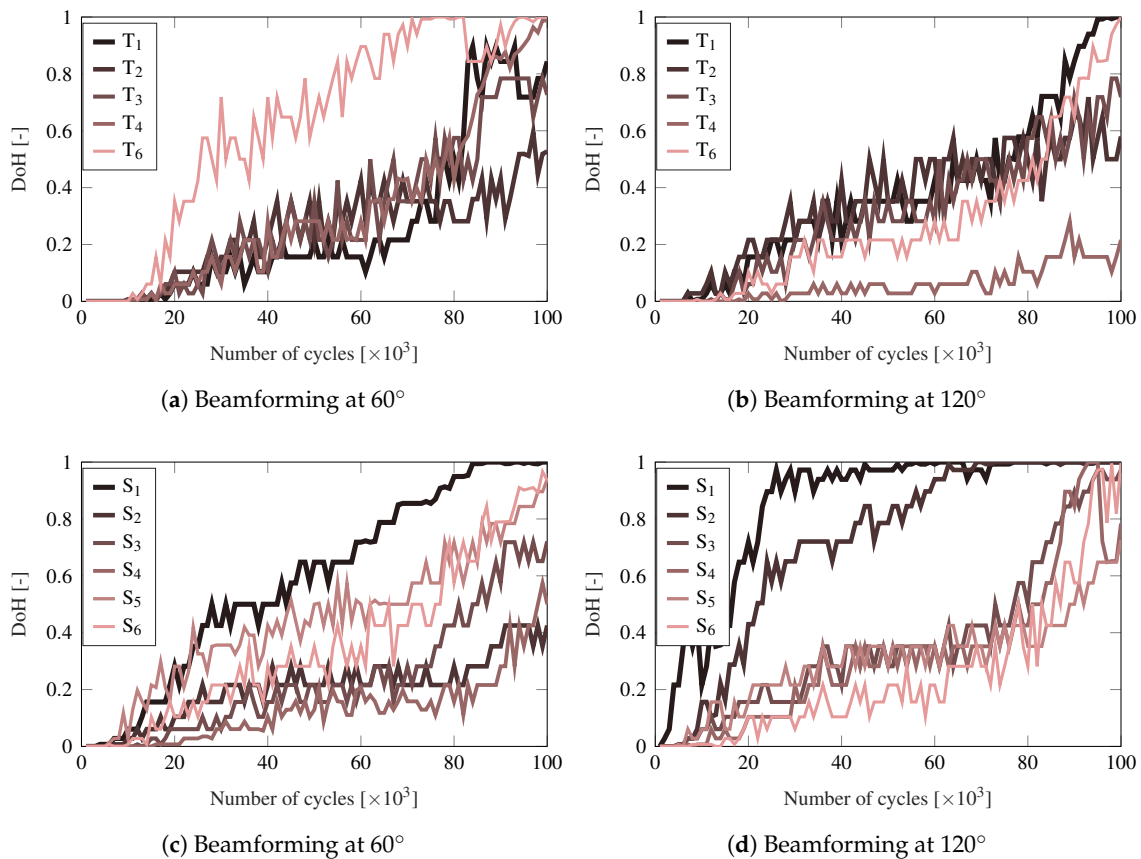 1
0.8
0.6
0.4
0.2
0
DoH [-]
T1
T2
T3
T4
T6
0 20 40 60 80 100
Number of cycles [×10³]
(a) Beamforming at 60°
1
0.8
0.6
0.4
0.2
0
DoH [-]
T1
T2
T3
T4
T6
0 20 40 60 80 100
Number of cycles [×10³]
(b) Beamforming at 120°
1
0.8
0.6
0.4
0.2
0
DoH [-]
S1
S2
S3
S4
S5
S6
0 20 40 60 80 100
Number of cycles [×10³]
(c) Beamforming at 60°
1
0.8
0.6
0.4
0.2
0
DoH [-]
S1
S2
S3
S4
S5
S6
0 20 40 60 80 100
Number of cycles [×10³]
(d) Beamforming at 120°